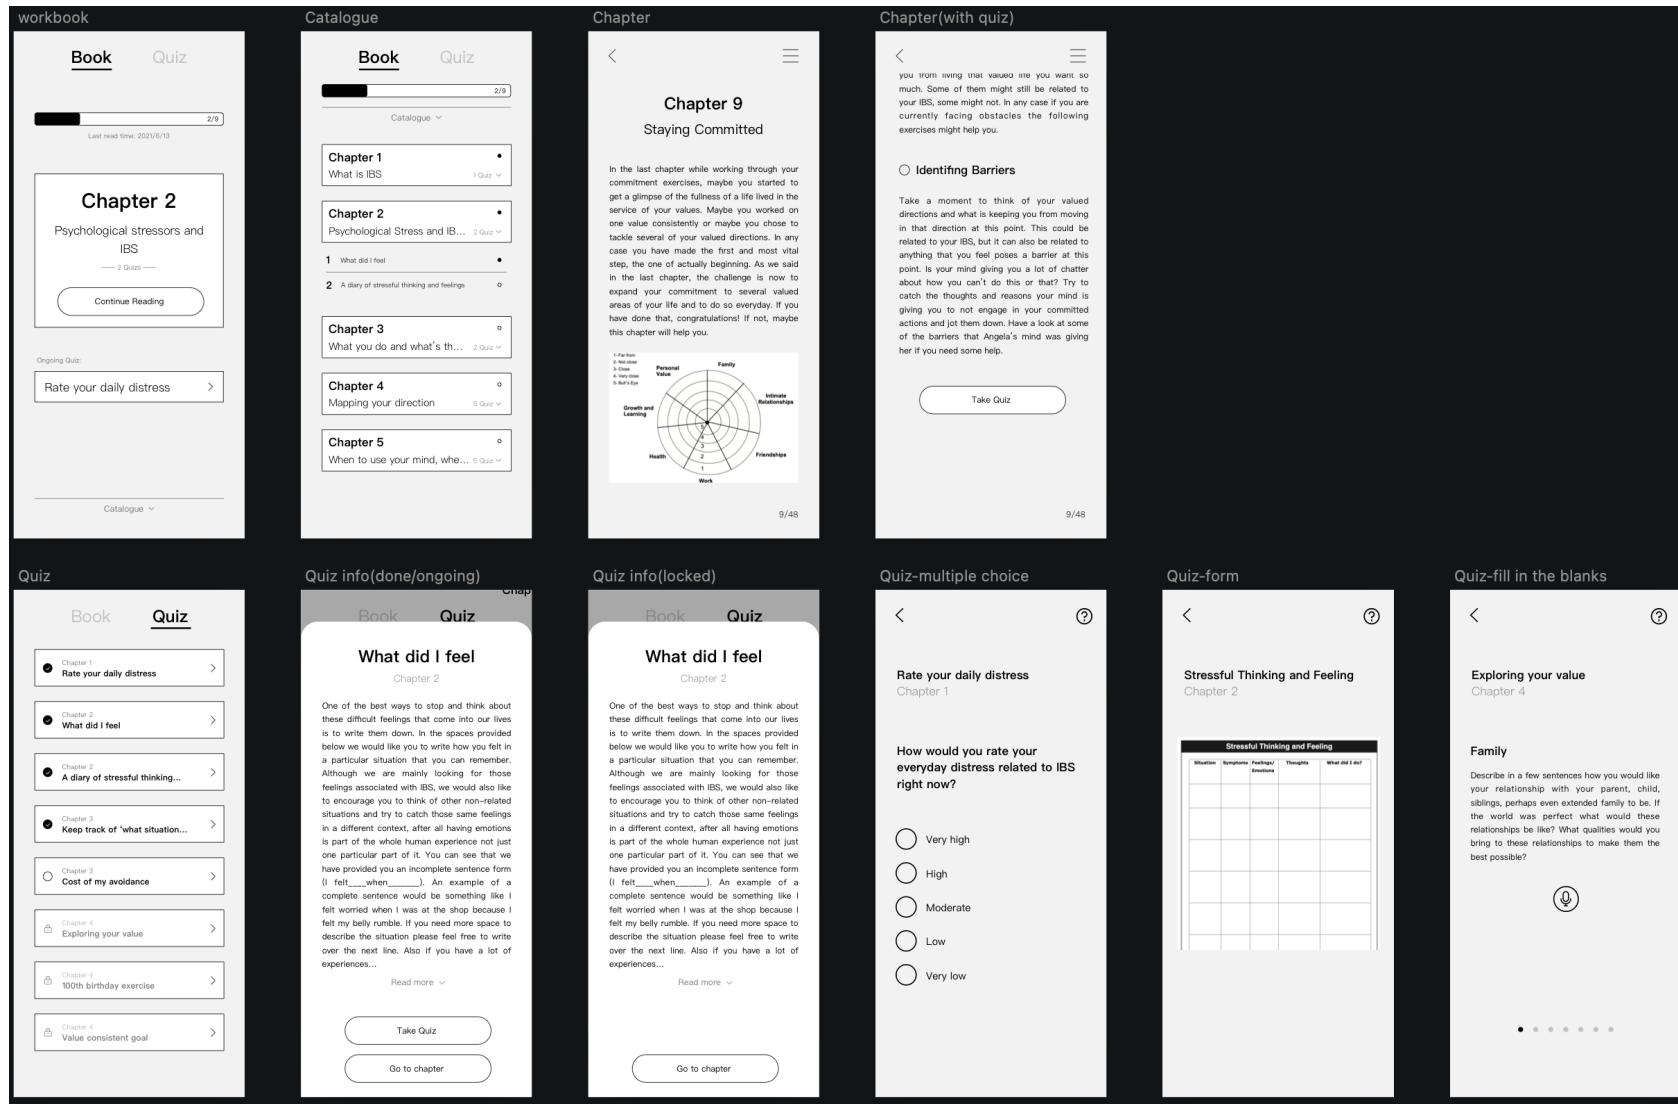 workbook
Book Quiz
2/9
Last read time: 2021/6/13
Chapter 2
Psychological stressors and
IBS
2 Quizs
Continue Reading
Ongoing Quiz:
Rate your daily distress
Catalogue
Catalogue
Book Quiz
2/9
Catalogue
Chapter 1
What is IBS
1 Quiz
Chapter 2
Psychological Stress and IB...
2 Quiz
1 What did I feel
2 A diary of stressful thinking and feelings
Chapter 3
What you do and what's th...
2 Quiz
Chapter 4
Mapping your direction
5 Quiz
Chapter 5
When to use your mind, whe...
5 Quiz
Chapter
Chapter 9
Staying Committed
In the last chapter while working through your
commitment exercises, maybe you started to
get a glimpse of the fullness of a life lived in the
service of your values. Maybe you worked on
one value consistently or maybe you chose to
tackle several of your valued directions. In any
case you have made the first and most vital
step, the one of actually beginning. As we said
in the last chapter, the challenge is now to
expand your commitment to several valued
areas of your life and to do so everyday. If you
have done that, congratulations! If not, maybe
this chapter will help you.
1- Far from
2- Not close
3- Close
4- Very close
5- Bull's Eye
Personal
Value
Family
Intimate
Relationships
Growth and
Learning
Health
Friendships
Work
5
4
3
2
1
9/48
Chapter(with quiz)
you from living that valued life you want so
much. Some of them might still be related to
your IBS, some might not. In any case if you are
currently facing obstacles the following
exercises might help you.
Identifing Barriers
Take a moment to think of your valued
directions and what is keeping you from moving
in that direction at this point. This could be
related to your IBS, but it can also be related to
anything that you feel poses a barrier at this
point. Is your mind giving you a lot of chatter
about how you can't do this or that? Try to
catch the thoughts and reasons your mind is
giving you to not engage in your committed
actions and jot them down. Have a look at some
of the barriers that Angela's mind was giving
her if you need some help.
Take Quiz
9/48
Quiz
Book Quiz
Chapter 1
Rate your daily distress
Chapter 2
What did I feel
Chapter 2
A diary of stressful thinking...
Chapter 3
Keep track of 'what situation...
Chapter 3
Cost of my avoidance
Chapter 4
Exploring your value
Chapter 4
100th birthday exercise
Chapter 4
Value consistent goal
Quiz info(done/ongoing)
Chap
Book Quiz
What did I feel
Chapter 2
One of the best ways to stop and think about
these difficult feelings that come into our lives
is to write them down. In the spaces provided
below we would like you to write how you felt in
a particular situation that you can remember.
Although we are mainly looking for those
feelings associated with IBS, we would also like
to encourage you to think of other non-related
situations and try to catch those same feelings
in a different context, after all having emotions
is part of the whole human experience not just
one particular part of it. You can see that we
have provided you an incomplete sentence form
(I felt____when_______). An example of a
complete sentence would be something like I
felt worried when I was at the shop because I
felt my belly rumble. If you need more space to
describe the situation please feel free to write
over the next line. Also if you have a lot of
experiences...
Read more
Take Quiz
Go to chapter
Quiz info(locked)
Book Quiz
What did I feel
Chapter 2
One of the best ways to stop and think about
these difficult feelings that come into our lives
is to write them down. In the spaces provided
below we would like you to write how you felt in
a particular situation that you can remember.
Although we are mainly looking for those
feelings associated with IBS, we would also like
to encourage you to think of other non-related
situations and try to catch those same feelings
in a different context, after all having emotions
is part of the whole human experience not just
one particular part of it. You can see that we
have provided you an incomplete sentence form
(I felt____when_______). An example of a
complete sentence would be something like I
felt worried when I was at the shop because I
felt my belly rumble. If you need more space to
describe the situation please feel free to write
over the next line. Also if you have a lot of
experiences...
Read more
Go to chapter
Quiz-multiple choice
?
Rate your daily distress
Chapter 1
How would you rate your
everyday distress related to IBS
right now?
Very high
High
Moderate
Low
Very low
Quiz-form
?
Stressful Thinking and Feeling
Chapter 2
Stressful Thinking and Feeling
Situation Symptoms Feelings/ Thoughts What did I do?
Emotions
Quiz-fill in the blanks
?
Exploring your value
Chapter 4
Family
Describe in a few sentences how you would like
your relationship with your parent, child,
siblings, perhaps even extended family to be. If
the world was perfect what would these
relationships be like? What qualities would you
bring to these relationships to make them the
best possible?